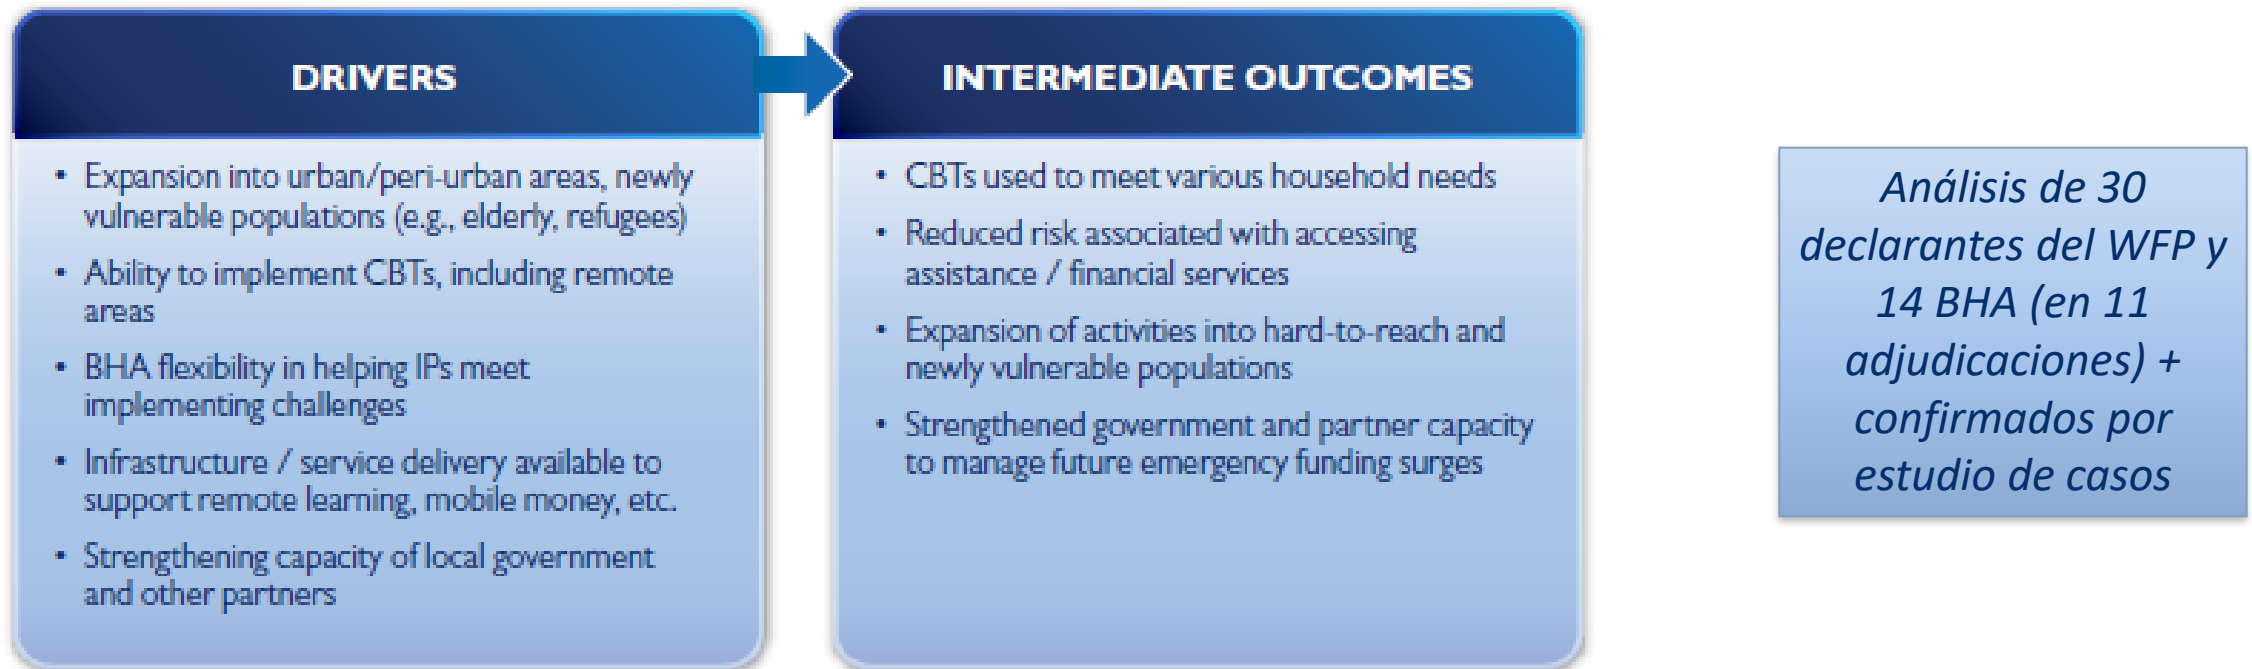 DRIVERS
• Expansion into urban/peri-urban areas, newly
vulnerable populations (e.g., elderly, refugees)
• Ability to implement CBTs, including remote
areas
• BHA flexibility in helping IPs meet
implementing challenges
• Infrastructure / service delivery available to
support remote learning, mobile money, etc.
• Strengthening capacity of local government
and other partners
INTERMEDIATE OUTCOMES
• CBTs used to meet various household needs
• Reduced risk associated with accessing
assistance / financial services
• Expansion of activities into hard-to-reach and
newly vulnerable populations
• Strengthened government and partner capacity
to manage future emergency funding surges
Análisis de 30
declarantes del WFP y
14 BHA (en 11
adjudicaciones) +
confirmados por
estudio de casos